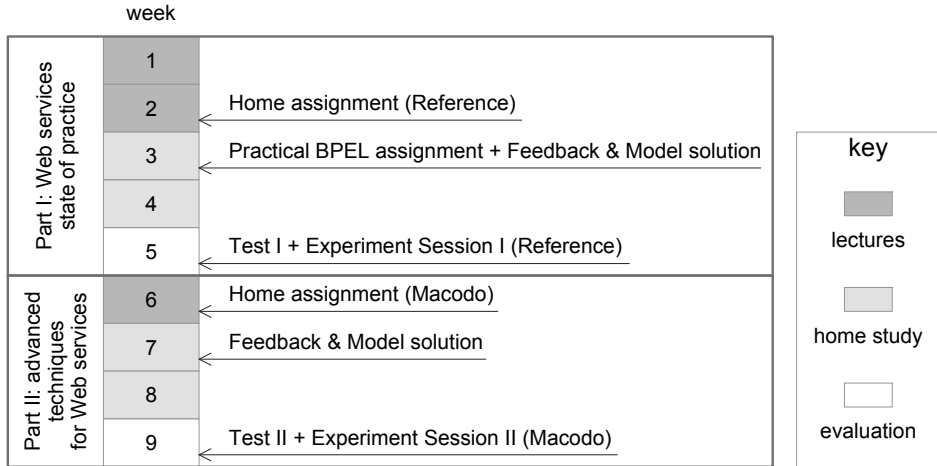 week
Part I: Web services
state of practice
1
2
Home assignment (Reference)
3
Practical BPEL assignment + Feedback & Model solution
4
5
Test I + Experiment Session I (Reference)
Part II: advanced
techniques
for Web services
6
Home assignment (Macodo)
7
Feedback & Model solution
8
9
Test II + Experiment Session II (Macodo)
key
lectures
home study
evaluation